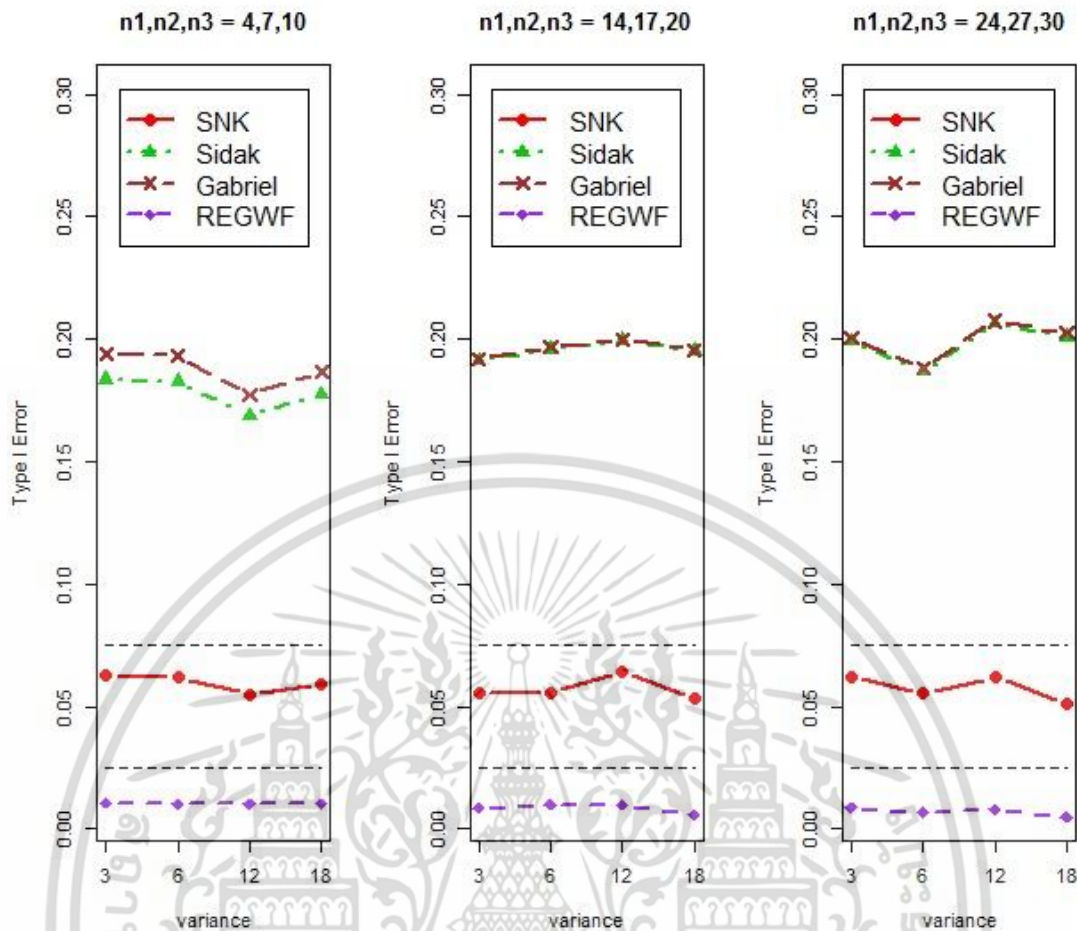 n1,n2,n3 = 4,7,10
0.30
0.25
0.20
0.15
0.10
0.05
0.00
Type I Error
SNK
Sidak
Gabriel
REGWF
3
6
12
18
variance
n1,n2,n3 = 14,17,20
0.30
0.25
0.20
0.15
0.10
0.05
0.00
Type I Error
SNK
Sidak
Gabriel
REGWF
3
6
12
18
variance
n1,n2,n3 = 24,27,30
0.30
0.25
0.20
0.15
0.10
0.05
0.00
Type I Error
SNK
Sidak
Gabriel
REGWF
3
6
12
18
variance